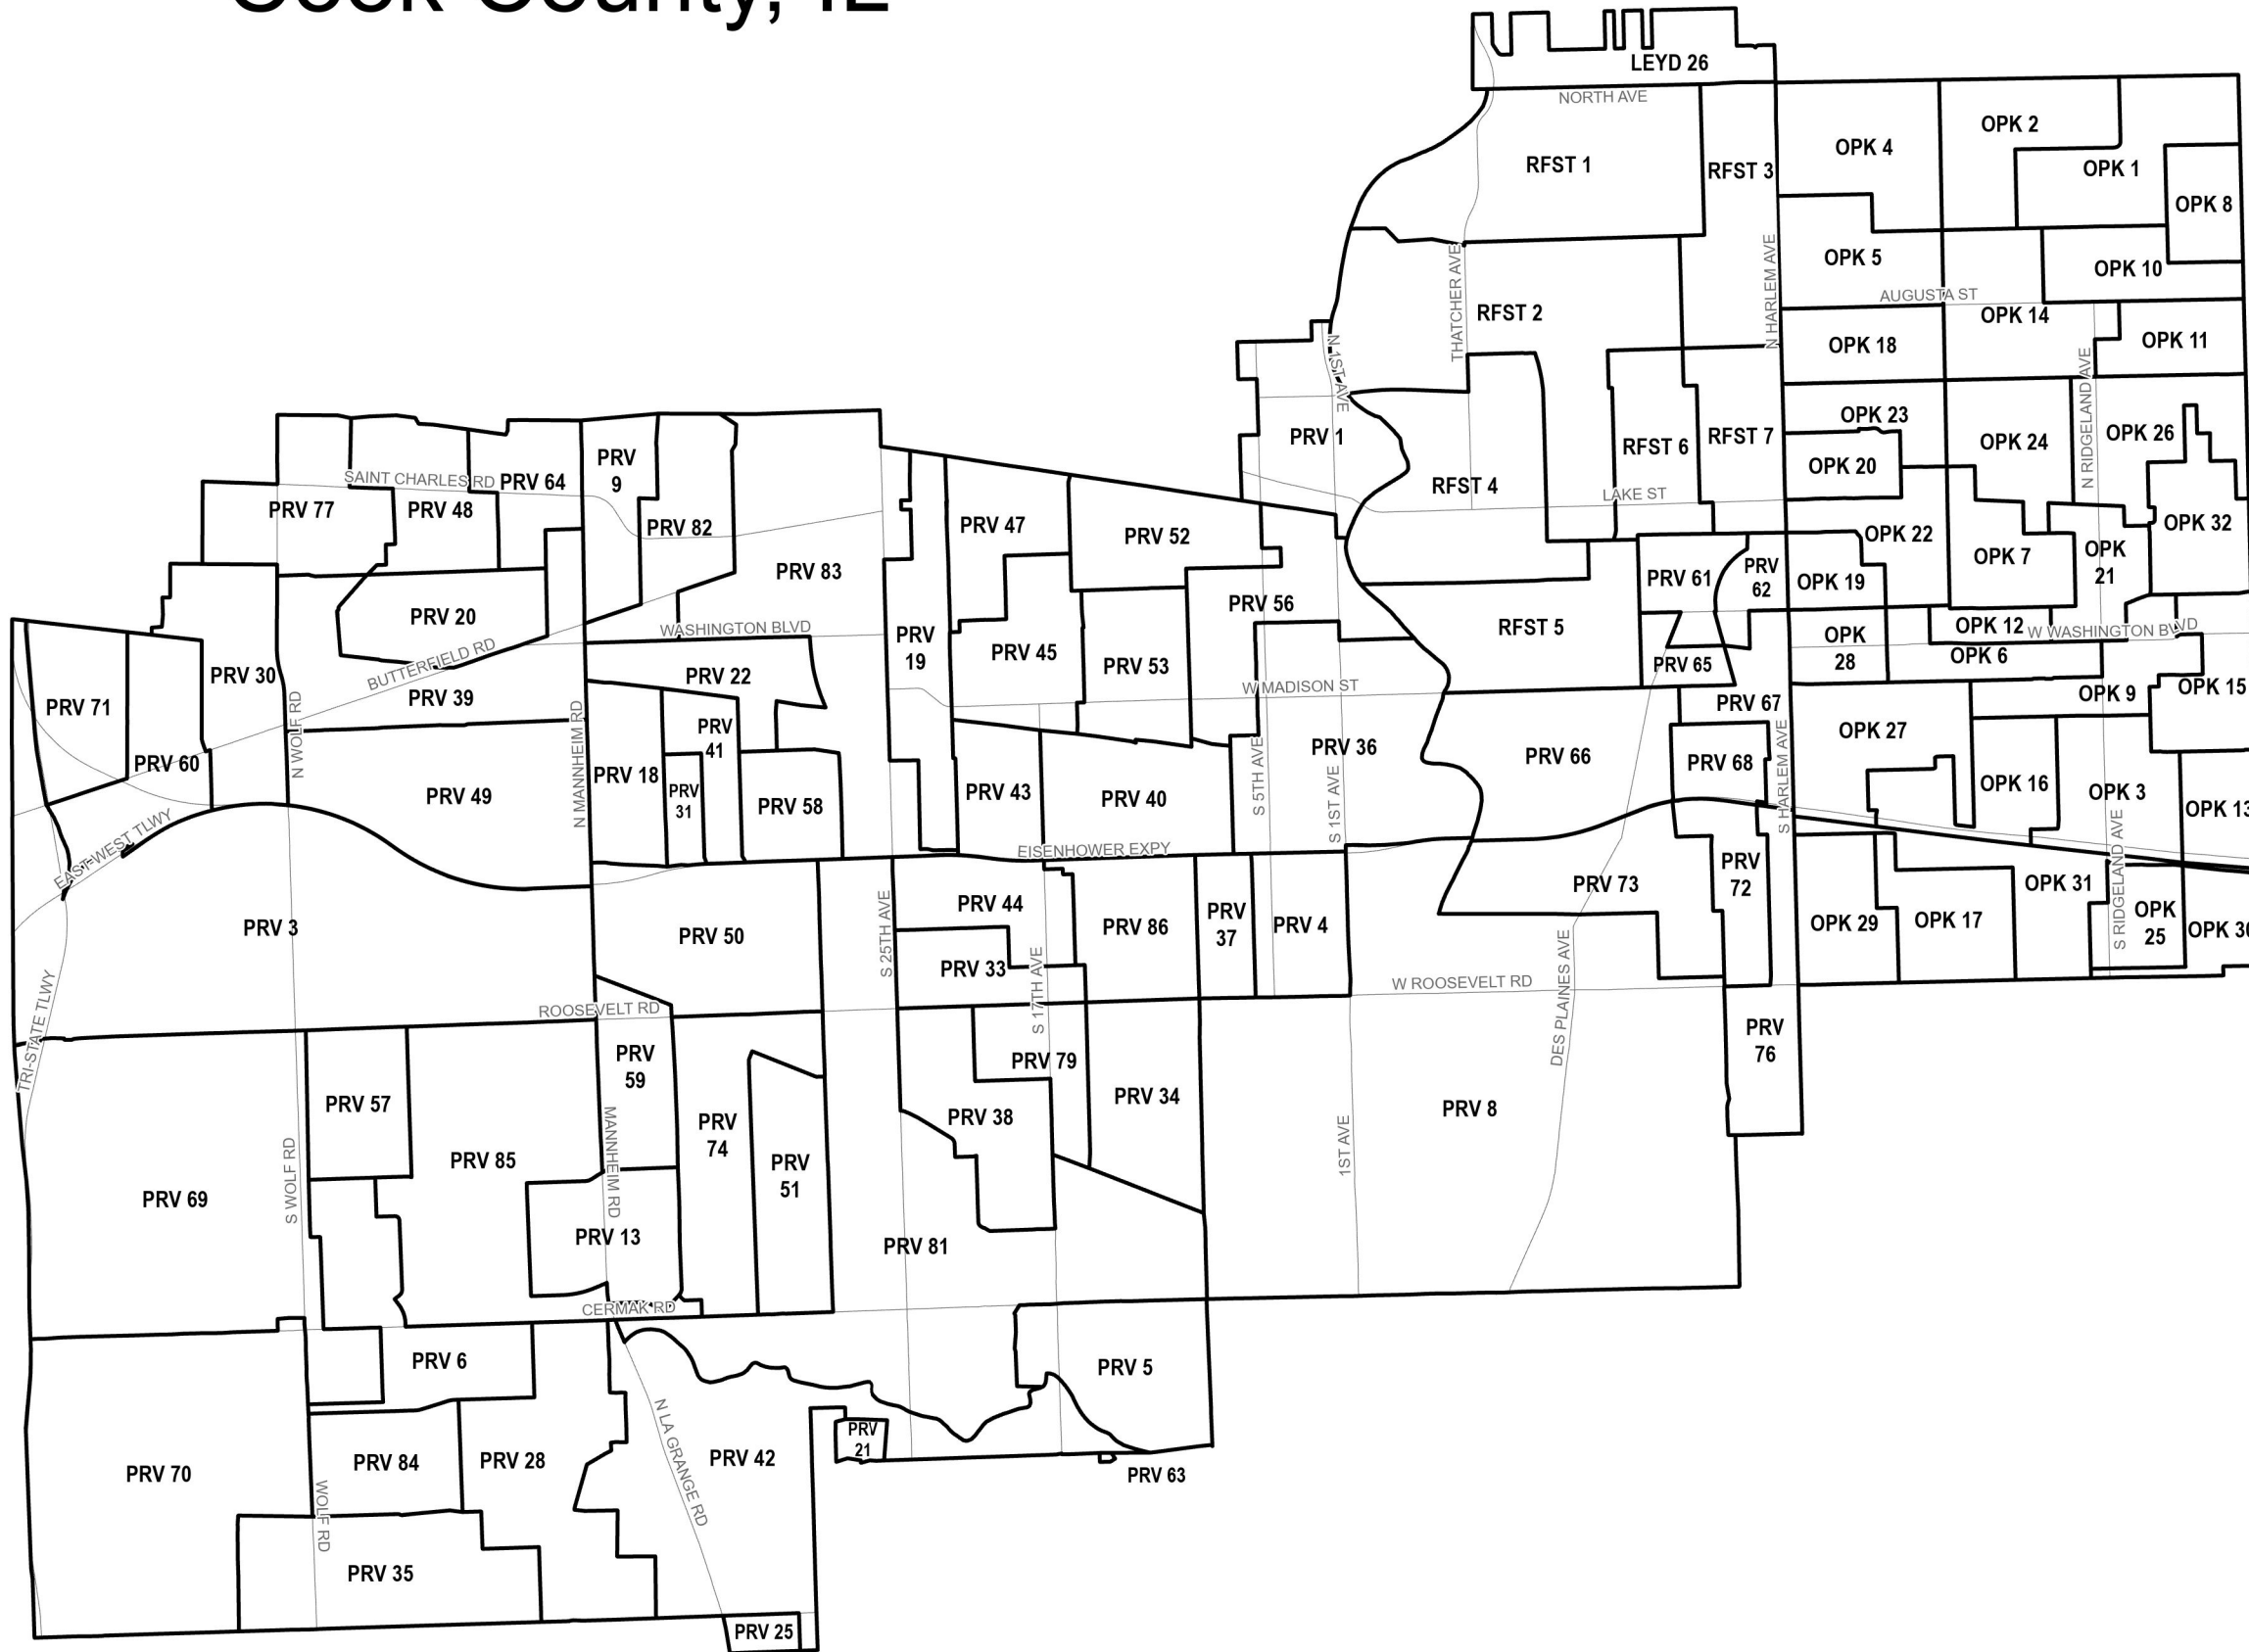 Cook County, IL
LEYD 26
NORTH AVE
OPK 2
OPK 4
RFST 1
RFST 3
OPK 1
OPK 8
THATCHER AVE
N HARLEM AVE
OPK 5
OPK 10
AUGUSTA ST
RFST 2
OPK 14
N 1ST AVE
OPK 18
OPK 11
N RIDGELAND AVE
OPK 23
PRV 1
RFST 6
RFST 7
OPK 24
OPK 26
PRV
9
OPK 20
SAINT CHARLES RD
PRV 64
RFST 4
LAKE ST
PRV 77
PRV 48
PRV 82
PRV 47
PRV 52
OPK 22
OPK 32
OPK 7
OPK
21
PRV 83
PRV 61
PRV
62
OPK 19
PRV 20
PRV 56
WASHINGTON BLVD
RFST 5
OPK 12
W WASHINGTON BLVD
PRV
19
OPK
28
PRV 45
PRV 53
BUTTERFIELD RD
PRV 65
OPK 6
PRV 30
PRV 22
W MADISON ST
PRV 39
PRV 71
OPK 9
OPK 15
PRV 67
N WOLF RD
N MANNHEIM RD
PRV
41
OPK 27
PRV 36
PRV 66
PRV 60
PRV 18
PRV 68
S 5TH AVE
S 1ST AVE
S HARLEM AVE
PRV 49
PRV
31
PRV 58
PRV 43
PRV 40
OPK 16
OPK 3
OPK 13
EAST-WEST TLWY
EISENHOWER EXPY
S RIDGELAND AVE
PRV 73
PRV
72
OPK 31
PRV 3
PRV 50
S 25TH AVE
PRV 44
PRV 86
PRV
37
PRV 4
OPK 29
OPK 17
OPK
25
OPK 30
PRV 33
S 17TH AVE
W ROOSEVELT RD
DES PLAINES AVE
TRI-STATE TLWY
ROOSEVELT RD
PRV
76
PRV
59
PRV 79
PRV 57
PRV 34
PRV 8
PRV 38
PRV
74
MANNHEIM RD
1ST AVE
PRV 85
PRV
51
S WOLF RD
PRV 69
PRV 13
PRV 81
CERMAK RD
PRV 6
PRV 5
N LA GRANGE RD
PRV
21
PRV 84
PRV 28
PRV 42
PRV 70
PRV 63
WOLF RD
PRV 35
PRV 25